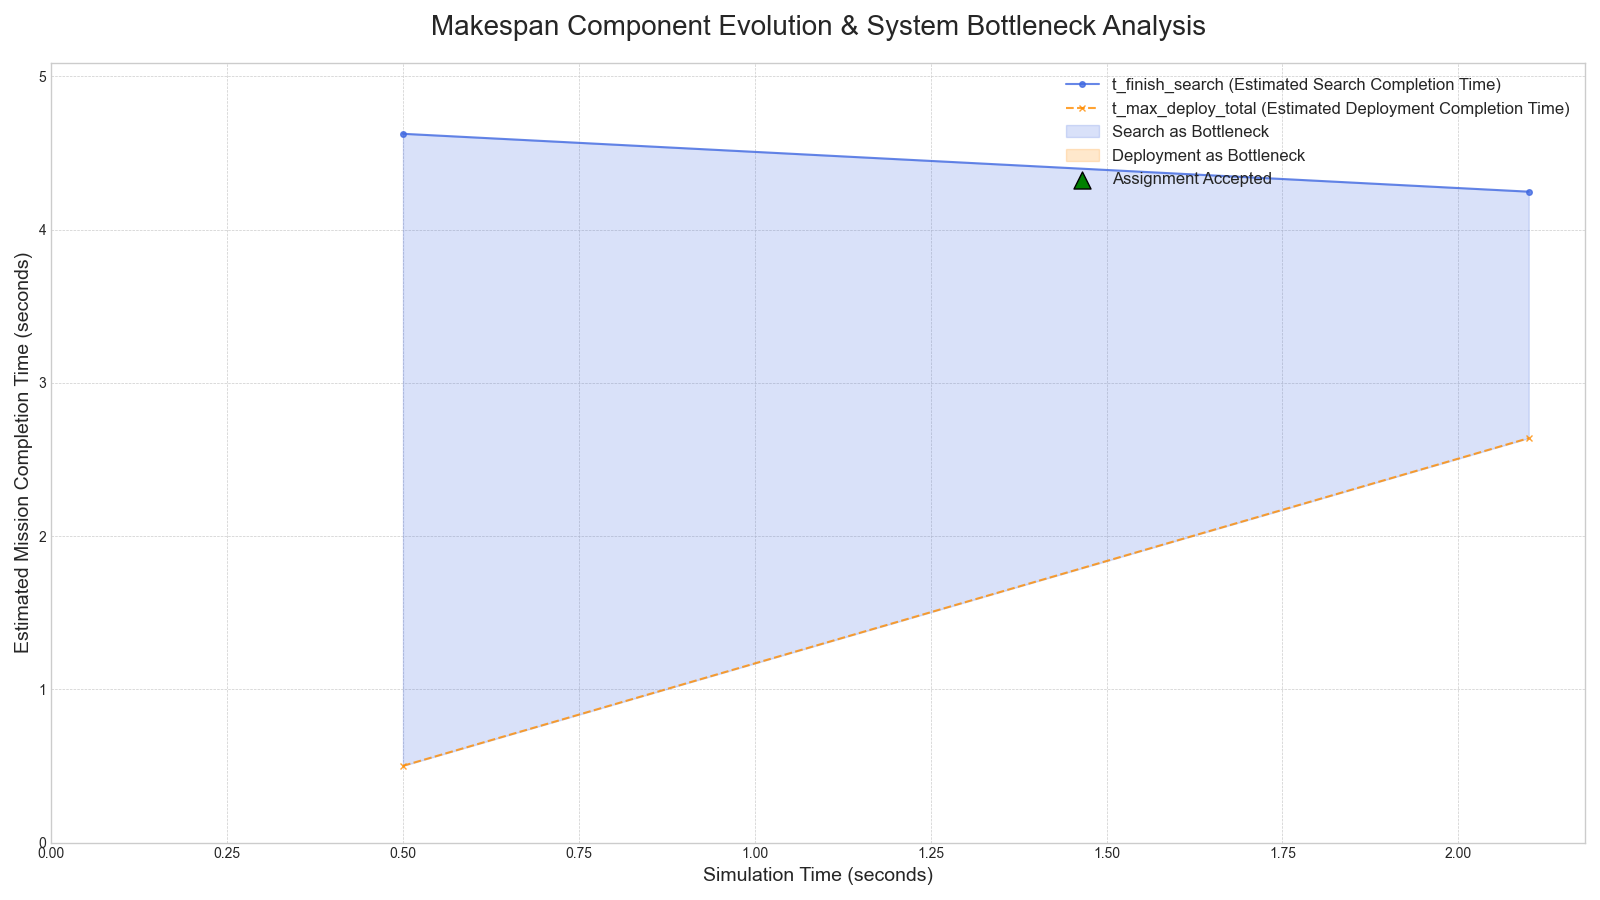 Makespan Component Evolution & System Bottleneck Analysis
t_finish_search (Estimated Search Completion Time)
t_max_deploy_total (Estimated Deployment Completion Time)
Search as Bottleneck
Deployment as Bottleneck
Assignment Accepted
Estimated Mission Completion Time (seconds)
5
4
3
2
1
0
0.00 0.25 0.50 0.75 1.00 1.25 1.50 1.75 2.00
Simulation Time (seconds)